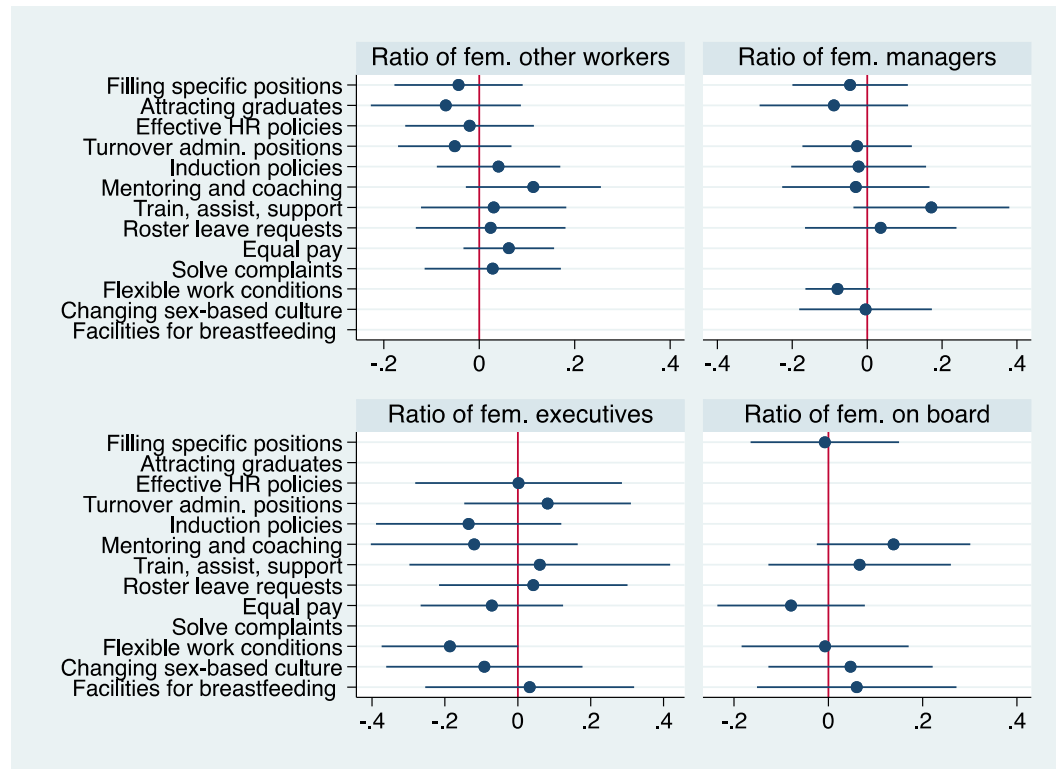 Ratio of fem. other workers
Ratio of fem. managers
Filling specific positions
Attracting graduates
Effective HR policies
Turnover admin. positions
Induction policies
Mentoring and coaching
Train, assist, support
Roster leave requests
Equal pay
Solve complaints
Flexible work conditions
Changing sex-based culture
Facilities for breastfeeding
-.2 0 .2 .4
-.4 -.2 0 .2 .4
Ratio of fem. executives
Ratio of fem. on board
Filling specific positions
Attracting graduates
Effective HR policies
Turnover admin. positions
Induction policies
Mentoring and coaching
Train, assist, support
Roster leave requests
Equal pay
Solve complaints
Flexible work conditions
Changing sex-based culture
Facilities for breastfeeding
-.4 -.2 0 .2 .4
-.2 0 .2 .4